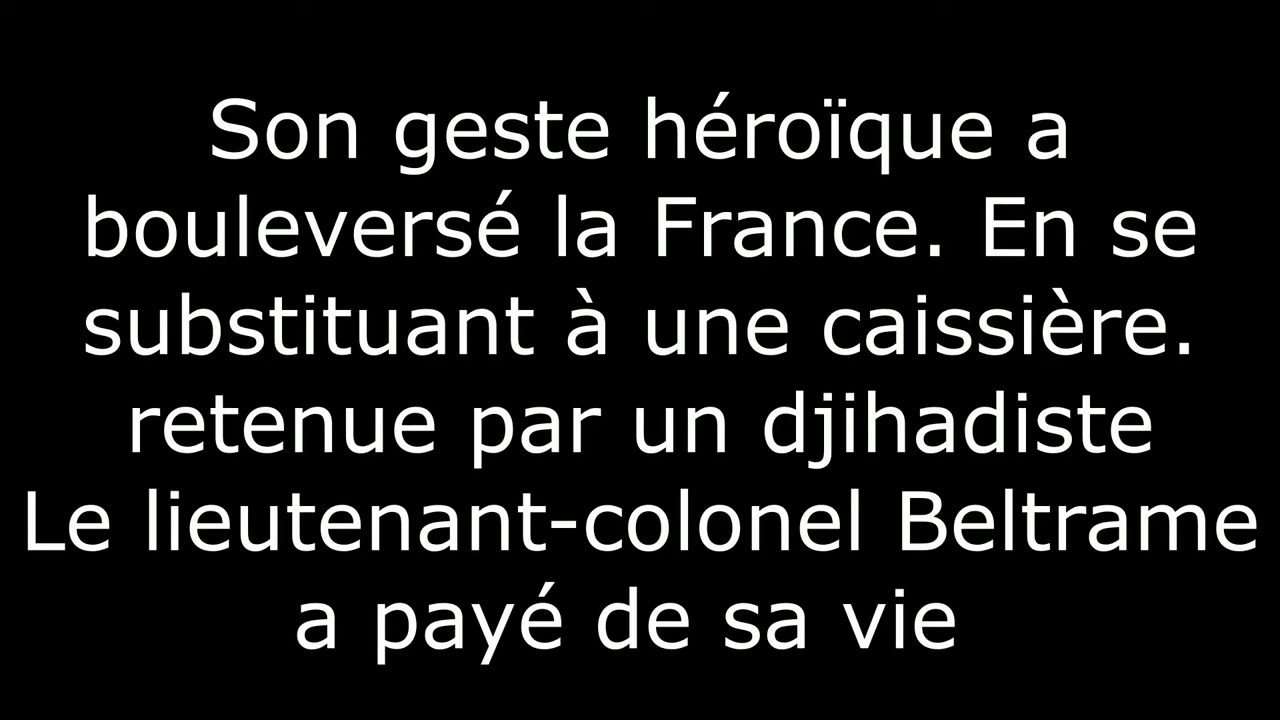 Son geste héroïque a
bouleversé la France. En se
substituant à une caissière.
retenue par un djihadiste
Le lieutenant-colonel Beltrame
a payé de sa vie